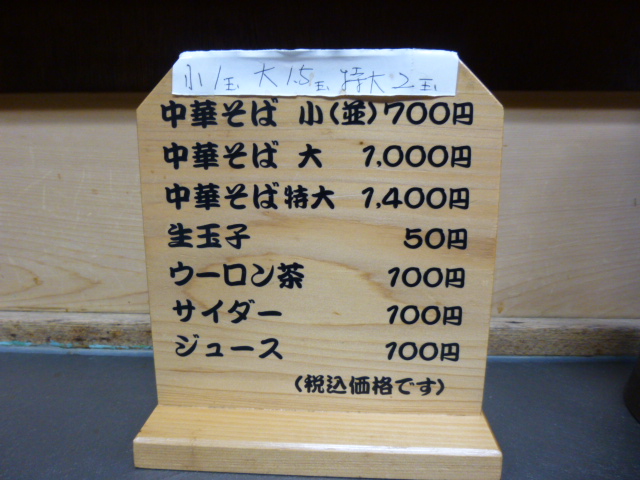 小1玉 大1.5玉 特大2玉
中華そば 小(並)700円
中華そば 大 1,000円
中華そば特大 1,400円
生玉子 50円
ウーロン茶 100円
サイダー 100円
ジュース 100円
(税込価格です)